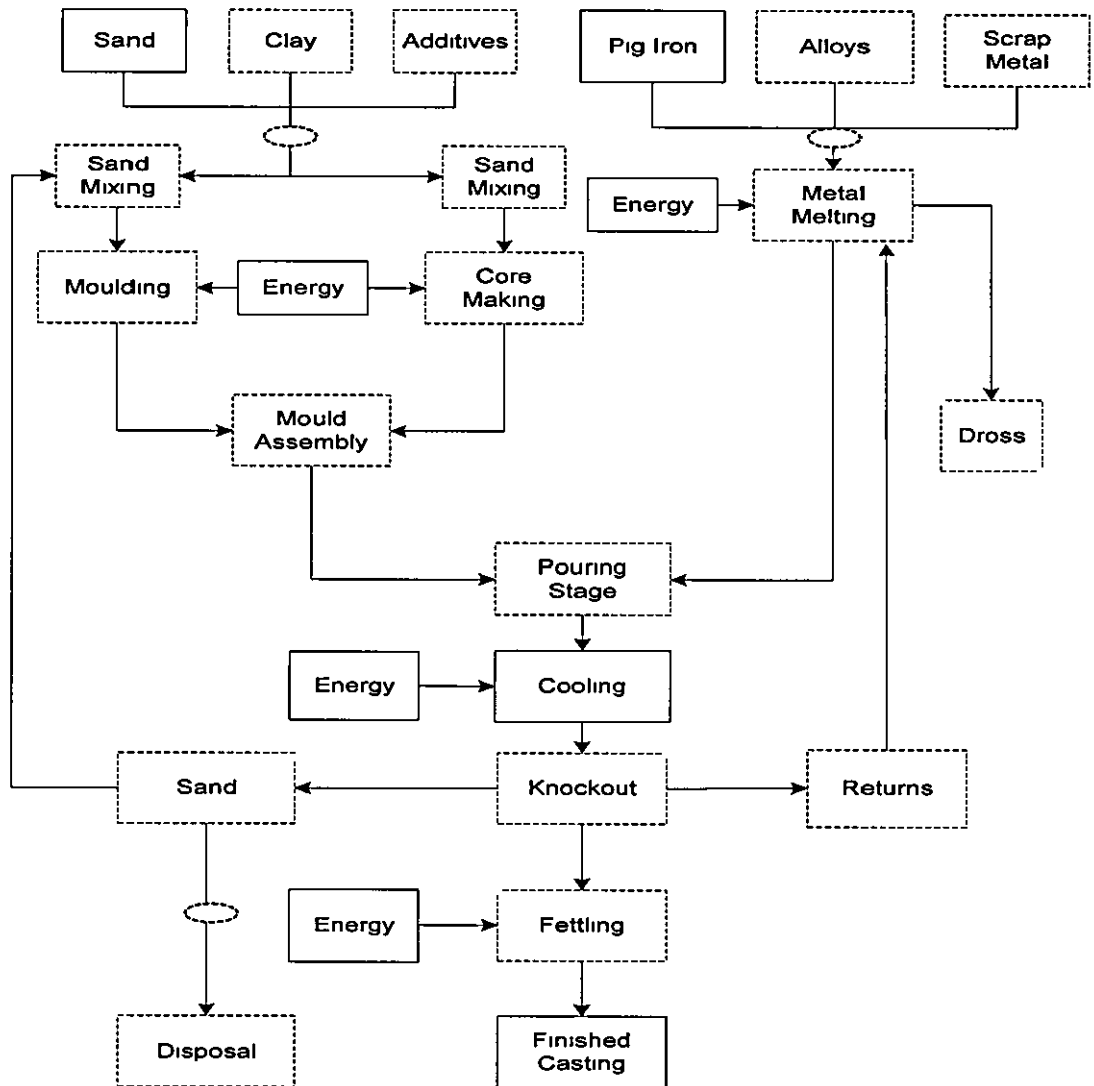 Sand
Clay
Additives
Pig Iron
Alloys
Scrap
Metal
Sand
Mixing
Sand
Mixing
Energy
Metal
Melting
Moulding
Energy
Core
Making
Mould
Assembly
Dross
Pouring
Stage
Energy
Cooling
Sand
Knockout
Returns
Energy
Fettling
Disposal
Finished
Casting